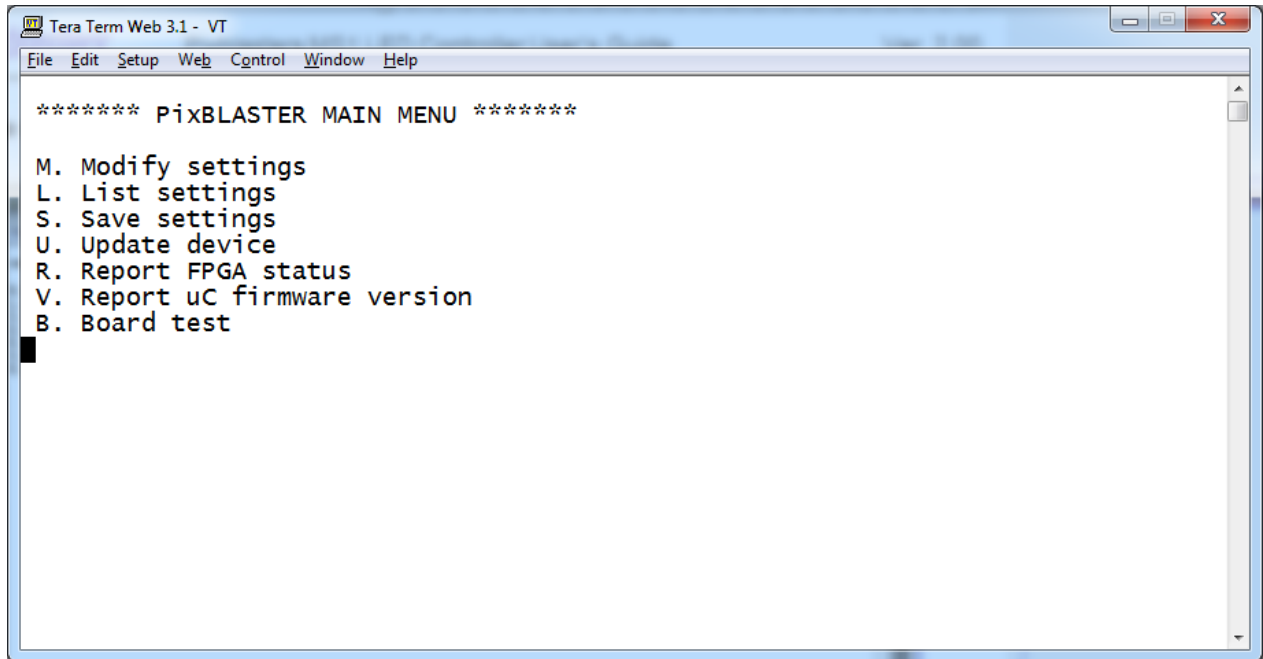 Tera Term Web 3.1 - VT
File Edit Setup Web Control Window Help
******* PixBLASTER MAIN MENU *******
M. Modify settings
L. List settings
S. Save settings
U. Update device
R. Report FPGA status
V. Report uC firmware version
B. Board test